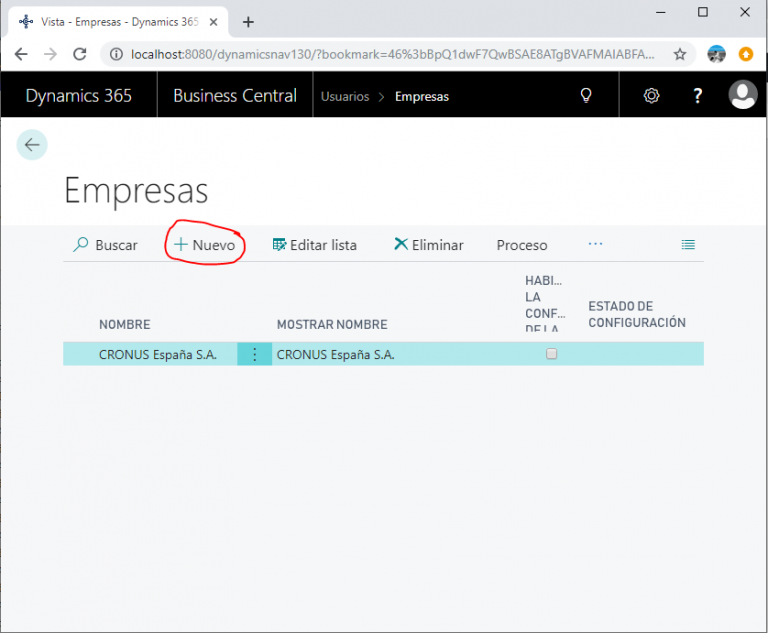 Vista - Empresas - Dynamics 365
localhost:8080/dynamicsnav130/?bookmark=46%3bBpQ1dwF7QwBSAE8ATgBVAFMAIABFA...
Dynamics 365 Business Central Usuarios > Empresas ?
Empresas
Buscar + Nuevo Editar lista Eliminar Proceso ...
HABI...
LA
CONF...
DE LA
ESTADO DE
CONFIGURACIÓN
NOMBRE MOSTRAR NOMBRE
CRONUS España S.A. CRONUS España S.A.